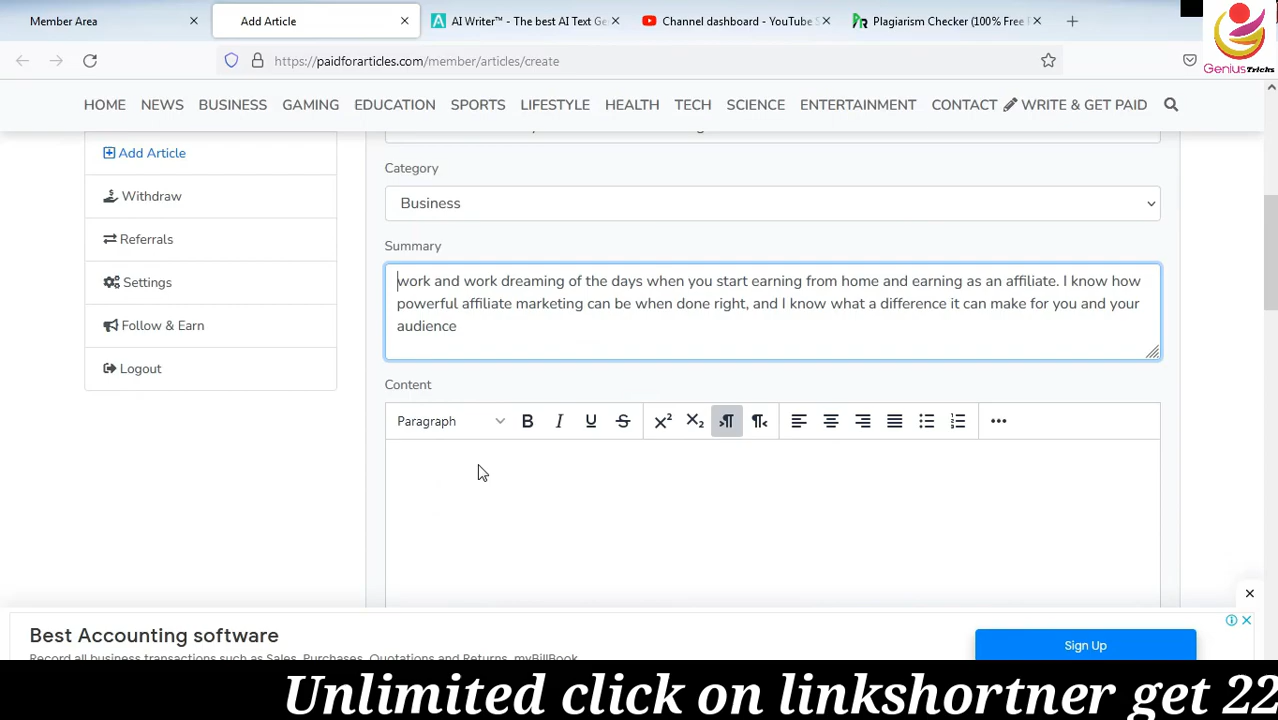 Member Area
Add Article
AI Writer™ - The best AI Text Ge
Channel dashboard - YouTube S
Plagiarism Checker (100% Free
GeniusTricks
https://paidforarticles.com/member/articles/create
HOME NEWS BUSINESS GAMING EDUCATION SPORTS LIFESTYLE HEALTH TECH SCIENCE ENTERTAINMENT CONTACT WRITE & GET PAID
Add Article
Withdraw
Referrals
Settings
Follow & Earn
Logout
Category
Business
Summary
work and work dreaming of the days when you start earning from home and earning as an affiliate. I know how
powerful affiliate marketing can be when done right, and I know what a difference it can make for you and your
audience
Content
Paragraph B I U S X² X₂
Best Accounting software
Record all business transactions such as Sales, Purchases, Quotations and Returns. myBillBook
Sign Up
Unlimited click on linkshortner get 22